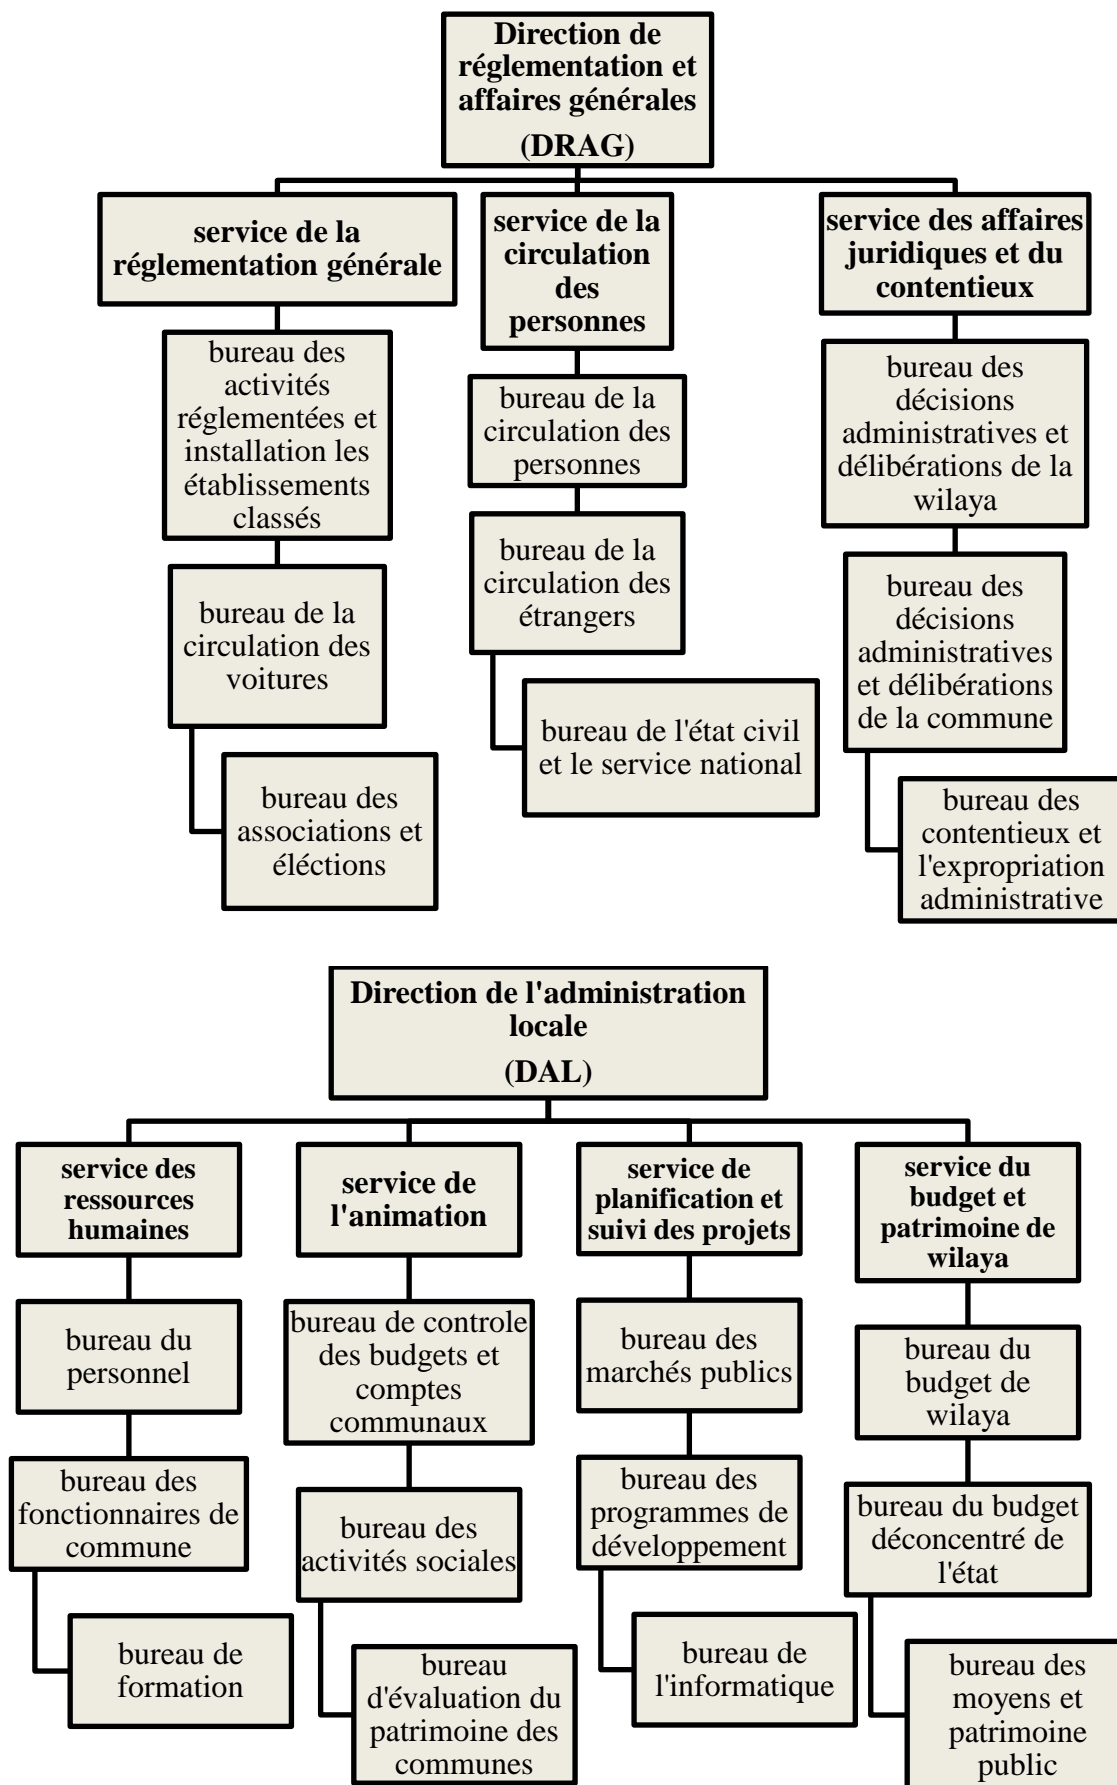 Direction de
réglementation et
affaires générales
(DRAG)
service de la
réglementation générale
bureau des
activités
réglementées et
installation les
établissements
classés
bureau de la
circulation des
voitures
bureau des
associations et
éléctions
service de la
circulation
des
personnes
bureau de la
circulation des
personnes
bureau de la
circulation des
étrangers
bureau de l'état civil
et le service national
service des affaires
juridiques et du
contentieux
bureau des
décisions
administratives et
délibérations de la
wilaya
bureau des
décisions
administratives
et délibérations
de la commune
bureau des
contentieux et
l'expropriation
administrative
Direction de l'administration
locale
(DAL)
service des
ressources
humaines
bureau du
personnel
bureau des
fonctionnaires de
commune
bureau de
formation
service de
l'animation
bureau de controle
des budgets et
comptes
communaux
bureau des
activités sociales
bureau
d'évaluation du
patrimoine des
communes
service de
planification et
suivi des projets
bureau des
marchés publics
bureau des
programmes de
développement
bureau de
l'informatique
service du
budget et
patrimoine de
wilaya
bureau du
budget de
wilaya
bureau du budget
déconcentré de
l'état
bureau des
moyens et
patrimoine
public